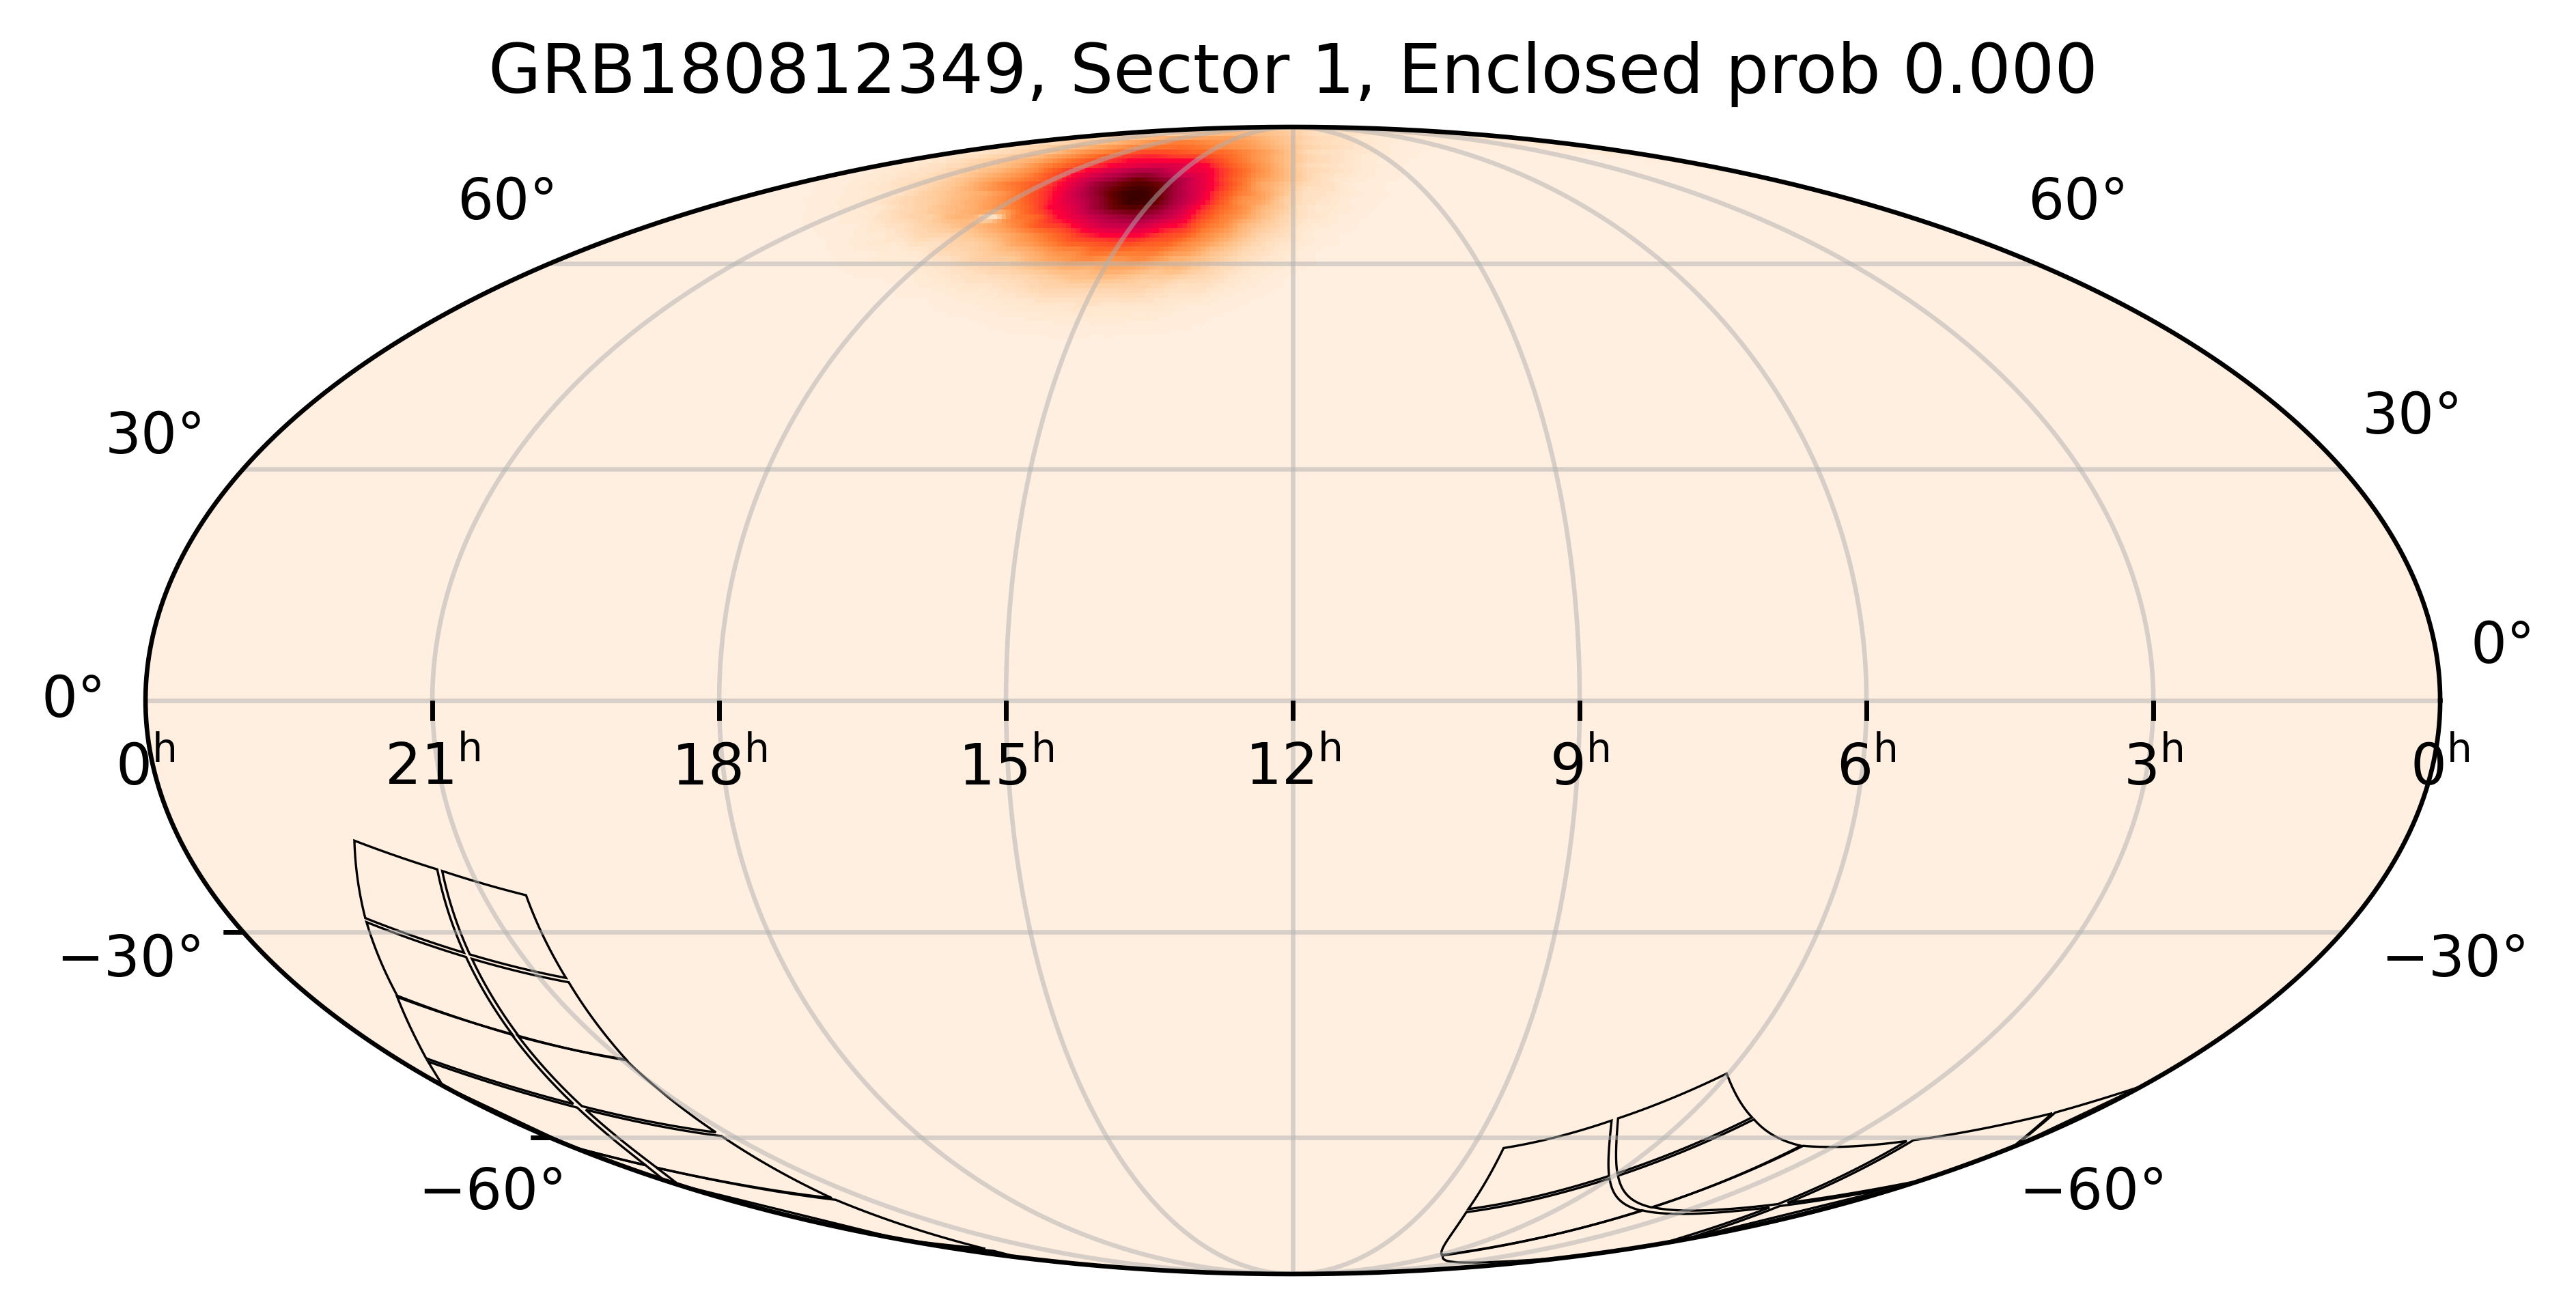 GRB180812349, Sector 1, Enclosed prob 0.000
60° 60°
30° 30°
0° 0°
0ʰ 21ʰ 18ʰ 15ʰ 12ʰ 9ʰ 6ʰ 3ʰ 0ʰ
−30° −30°
−60° −60°